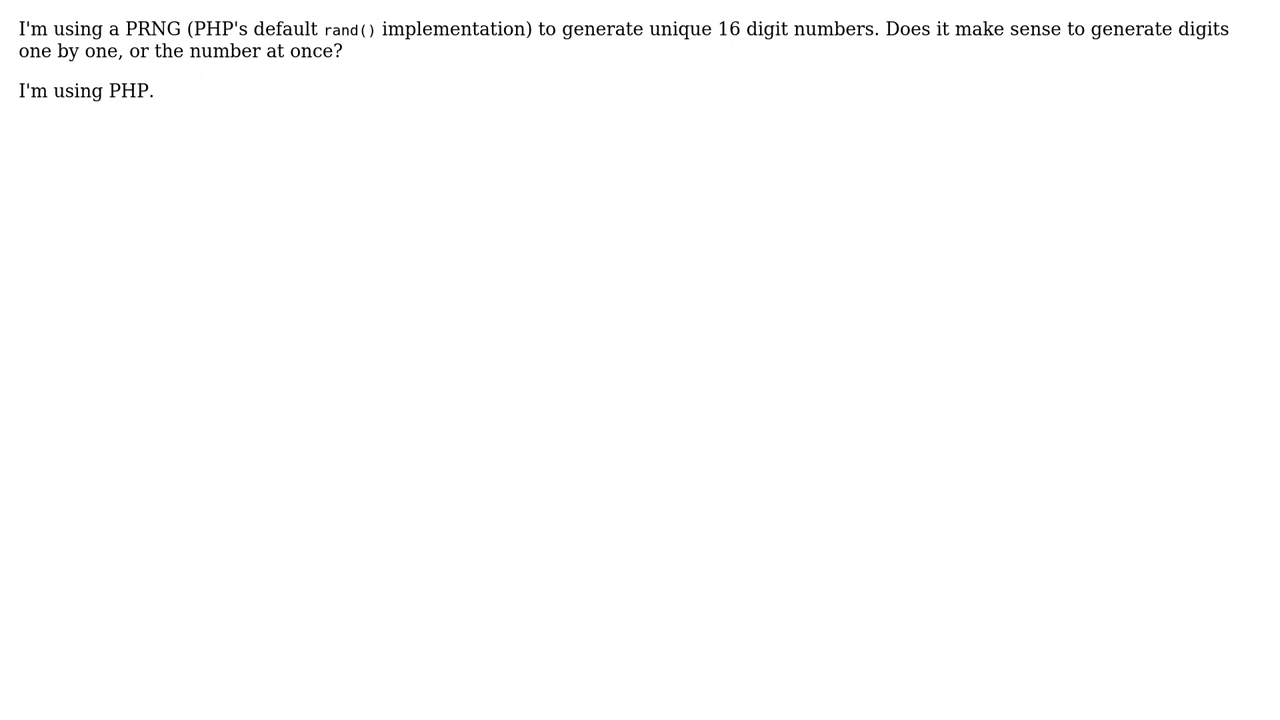 I'm using a PRNG (PHP's default rand() implementation) to generate unique 16 digit numbers. Does it make sense to generate digits
one by one, or the number at once?
I'm using PHP.